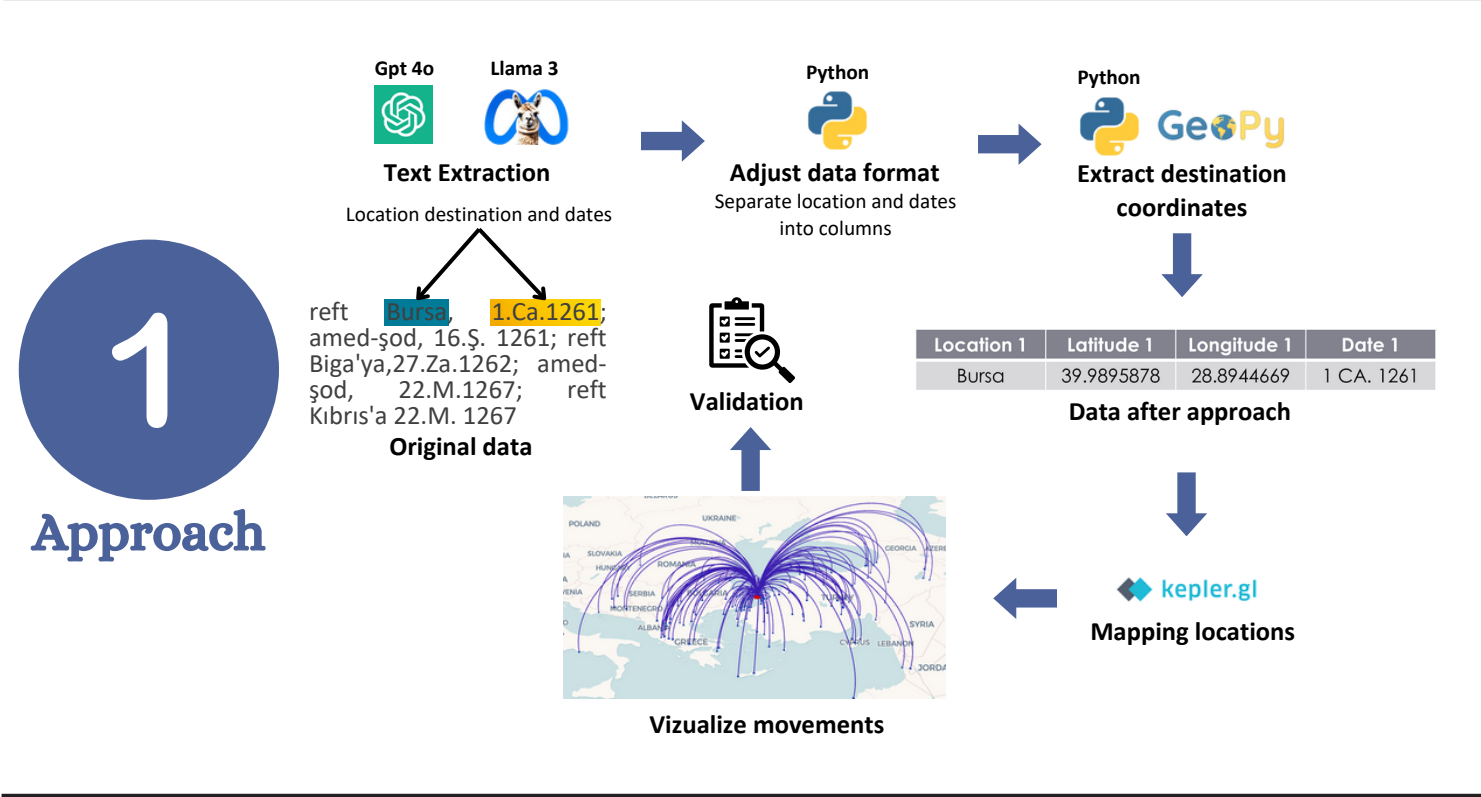 Gpt 4o
Llama 3
Text Extraction
Location destination and dates
reft Bursa, 1.Ca.1261;
amed-şod, 16.Ş. 1261; reft
Biga'ya,27.Za.1262; amed-
şod, 22.M.1267; reft
Kıbrıs'a 22.M. 1267
Original data
1
Approach
Python
Adjust data format
Separate location and dates
into columns
Python
GeoPy
Extract destination
coordinates
Location 1 Latitude 1 Longitude 1 Date 1
Bursa 39.9895878 28.8944669 1 CA. 1261
Data after approach
kepler.gl
Mapping locations
POLAND
UKRAINE
SLOVAKIA
ROMANIA
SERBIA
BULGARIA
MONTENEGRO
GREECE
TURKEY
GEORGIA
SYRIA
LEBANON
Vizualize movements
Validation